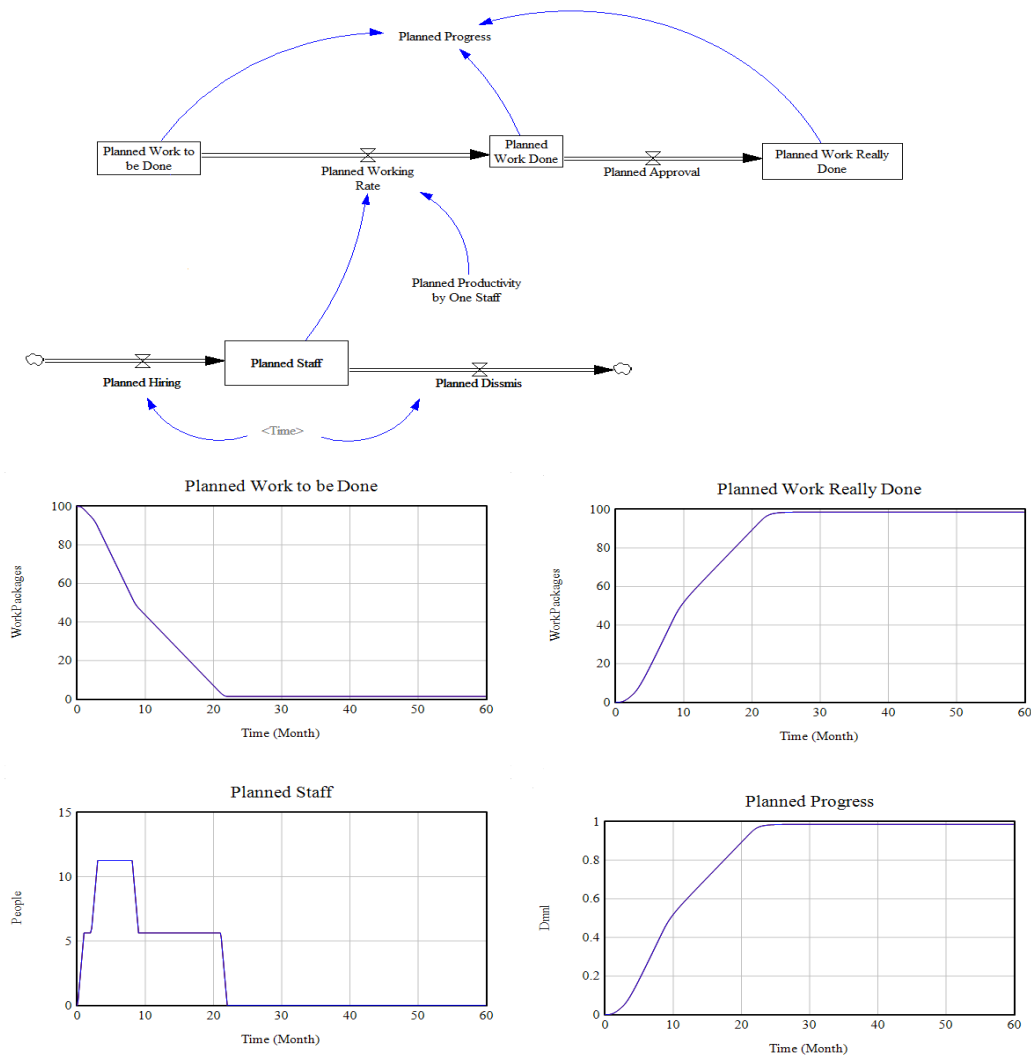 Planned Progress
Planned Work to
be Done
Planned
Work Done
Planned Work Really
Done
Planned Working
Rate
Planned Approval
Planned Productivity
by One Staff
Planned Staff
Planned Hiring
Planned Dissmis
<Time>
Planned Work to be Done
100
80
60
40
20
0
WorkPackages
0 10 20 30 40 50 60
Time (Month)
Planned Work Really Done
100
80
60
40
20
0
WorkPackages
0 10 20 30 40 50 60
Time (Month)
Planned Staff
15
10
5
0
People
0 10 20 30 40 50 60
Time (Month)
Planned Progress
1
0.8
0.6
0.4
0.2
0
Dmnl
0 10 20 30 40 50 60
Time (Month)